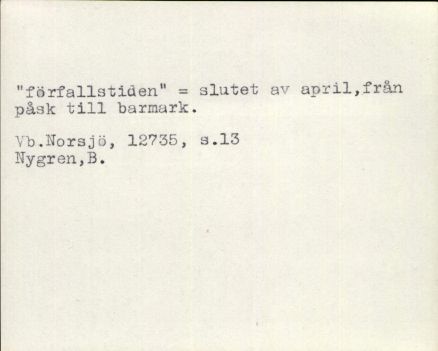 "förfallstiden" = slutet av april,från
påsk till barmark.
Vb.Norsjö, 12735, s.13
Nygren,B.